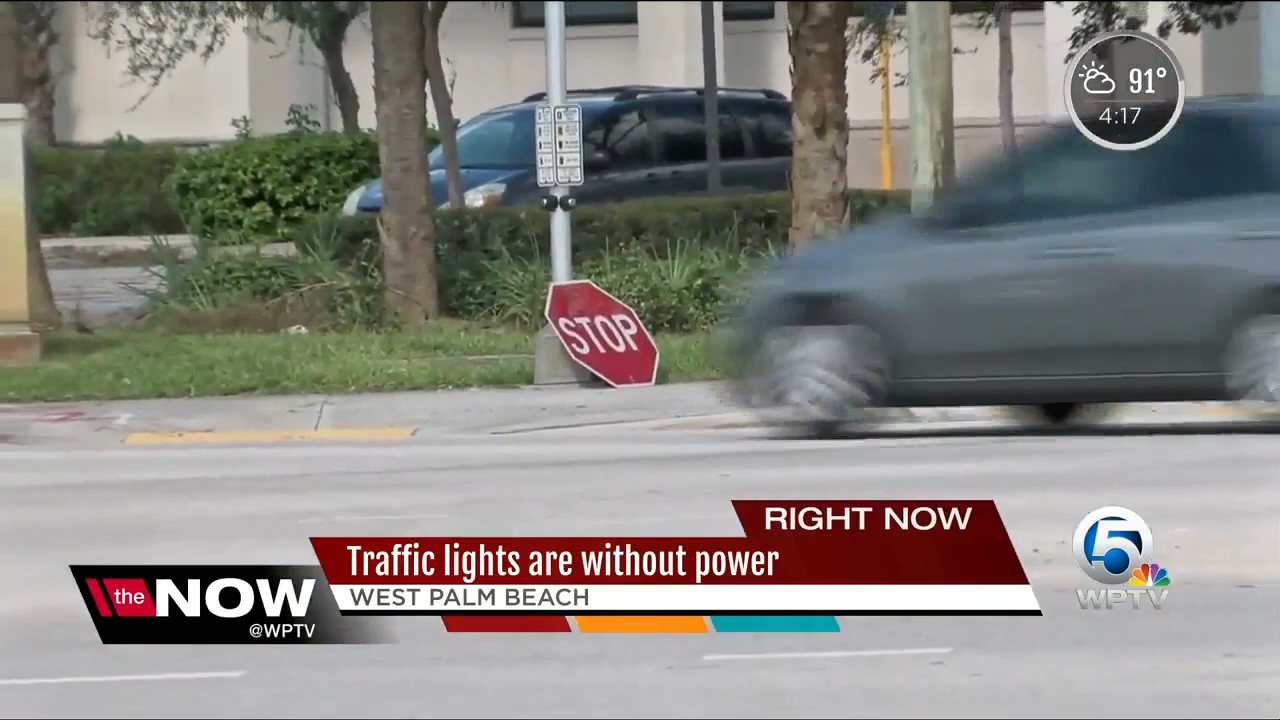 91°
4:17
STOP
RIGHT NOW
Traffic lights are without power
WEST PALM BEACH
the NOW
@WPTV
5
WPTV